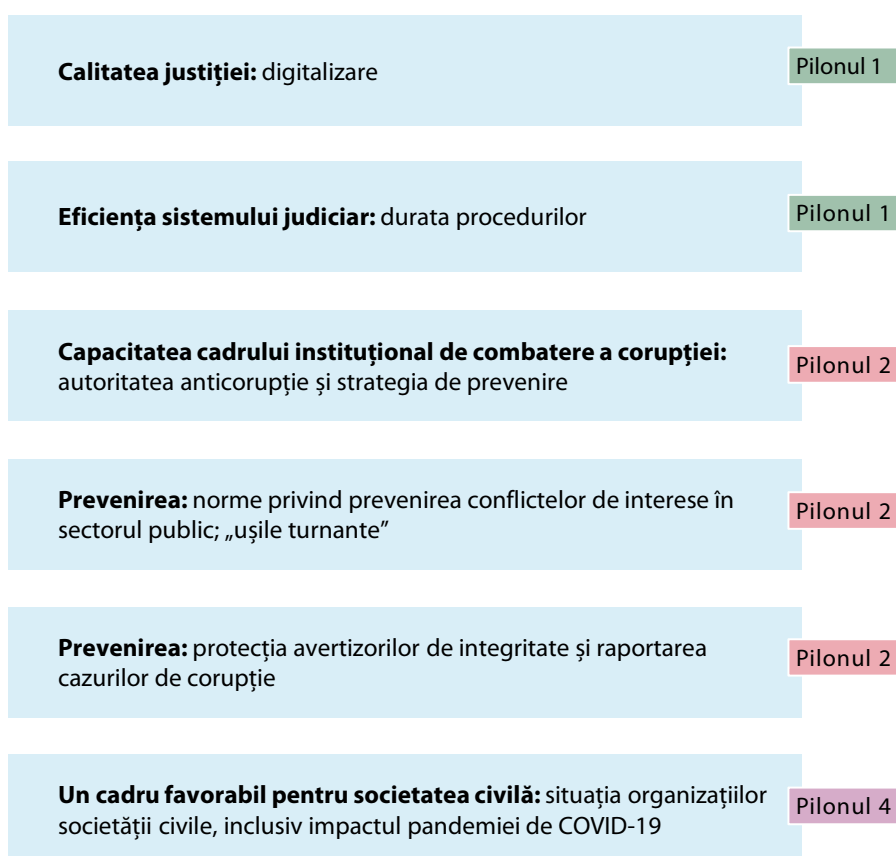 Calitatea justiției: digitalizare
Pilonul 1
Eficiența sistemului judiciar: durata procedurilor
Pilonul 1
Capacitatea cadrului instituțional de combatere a corupției:
autoritatea anticorupție și strategia de prevenire
Pilonul 2
Prevenirea: norme privind prevenirea conflictelor de interese în
sectorul public; „ușile turnante”
Pilonul 2
Prevenirea: protecția avertizorilor de integritate și raportarea
cazurilor de corupție
Pilonul 2
Un cadru favorabil pentru societatea civilă: situația organizațiilor
societății civile, inclusiv impactul pandemiei de COVID-19
Pilonul 4